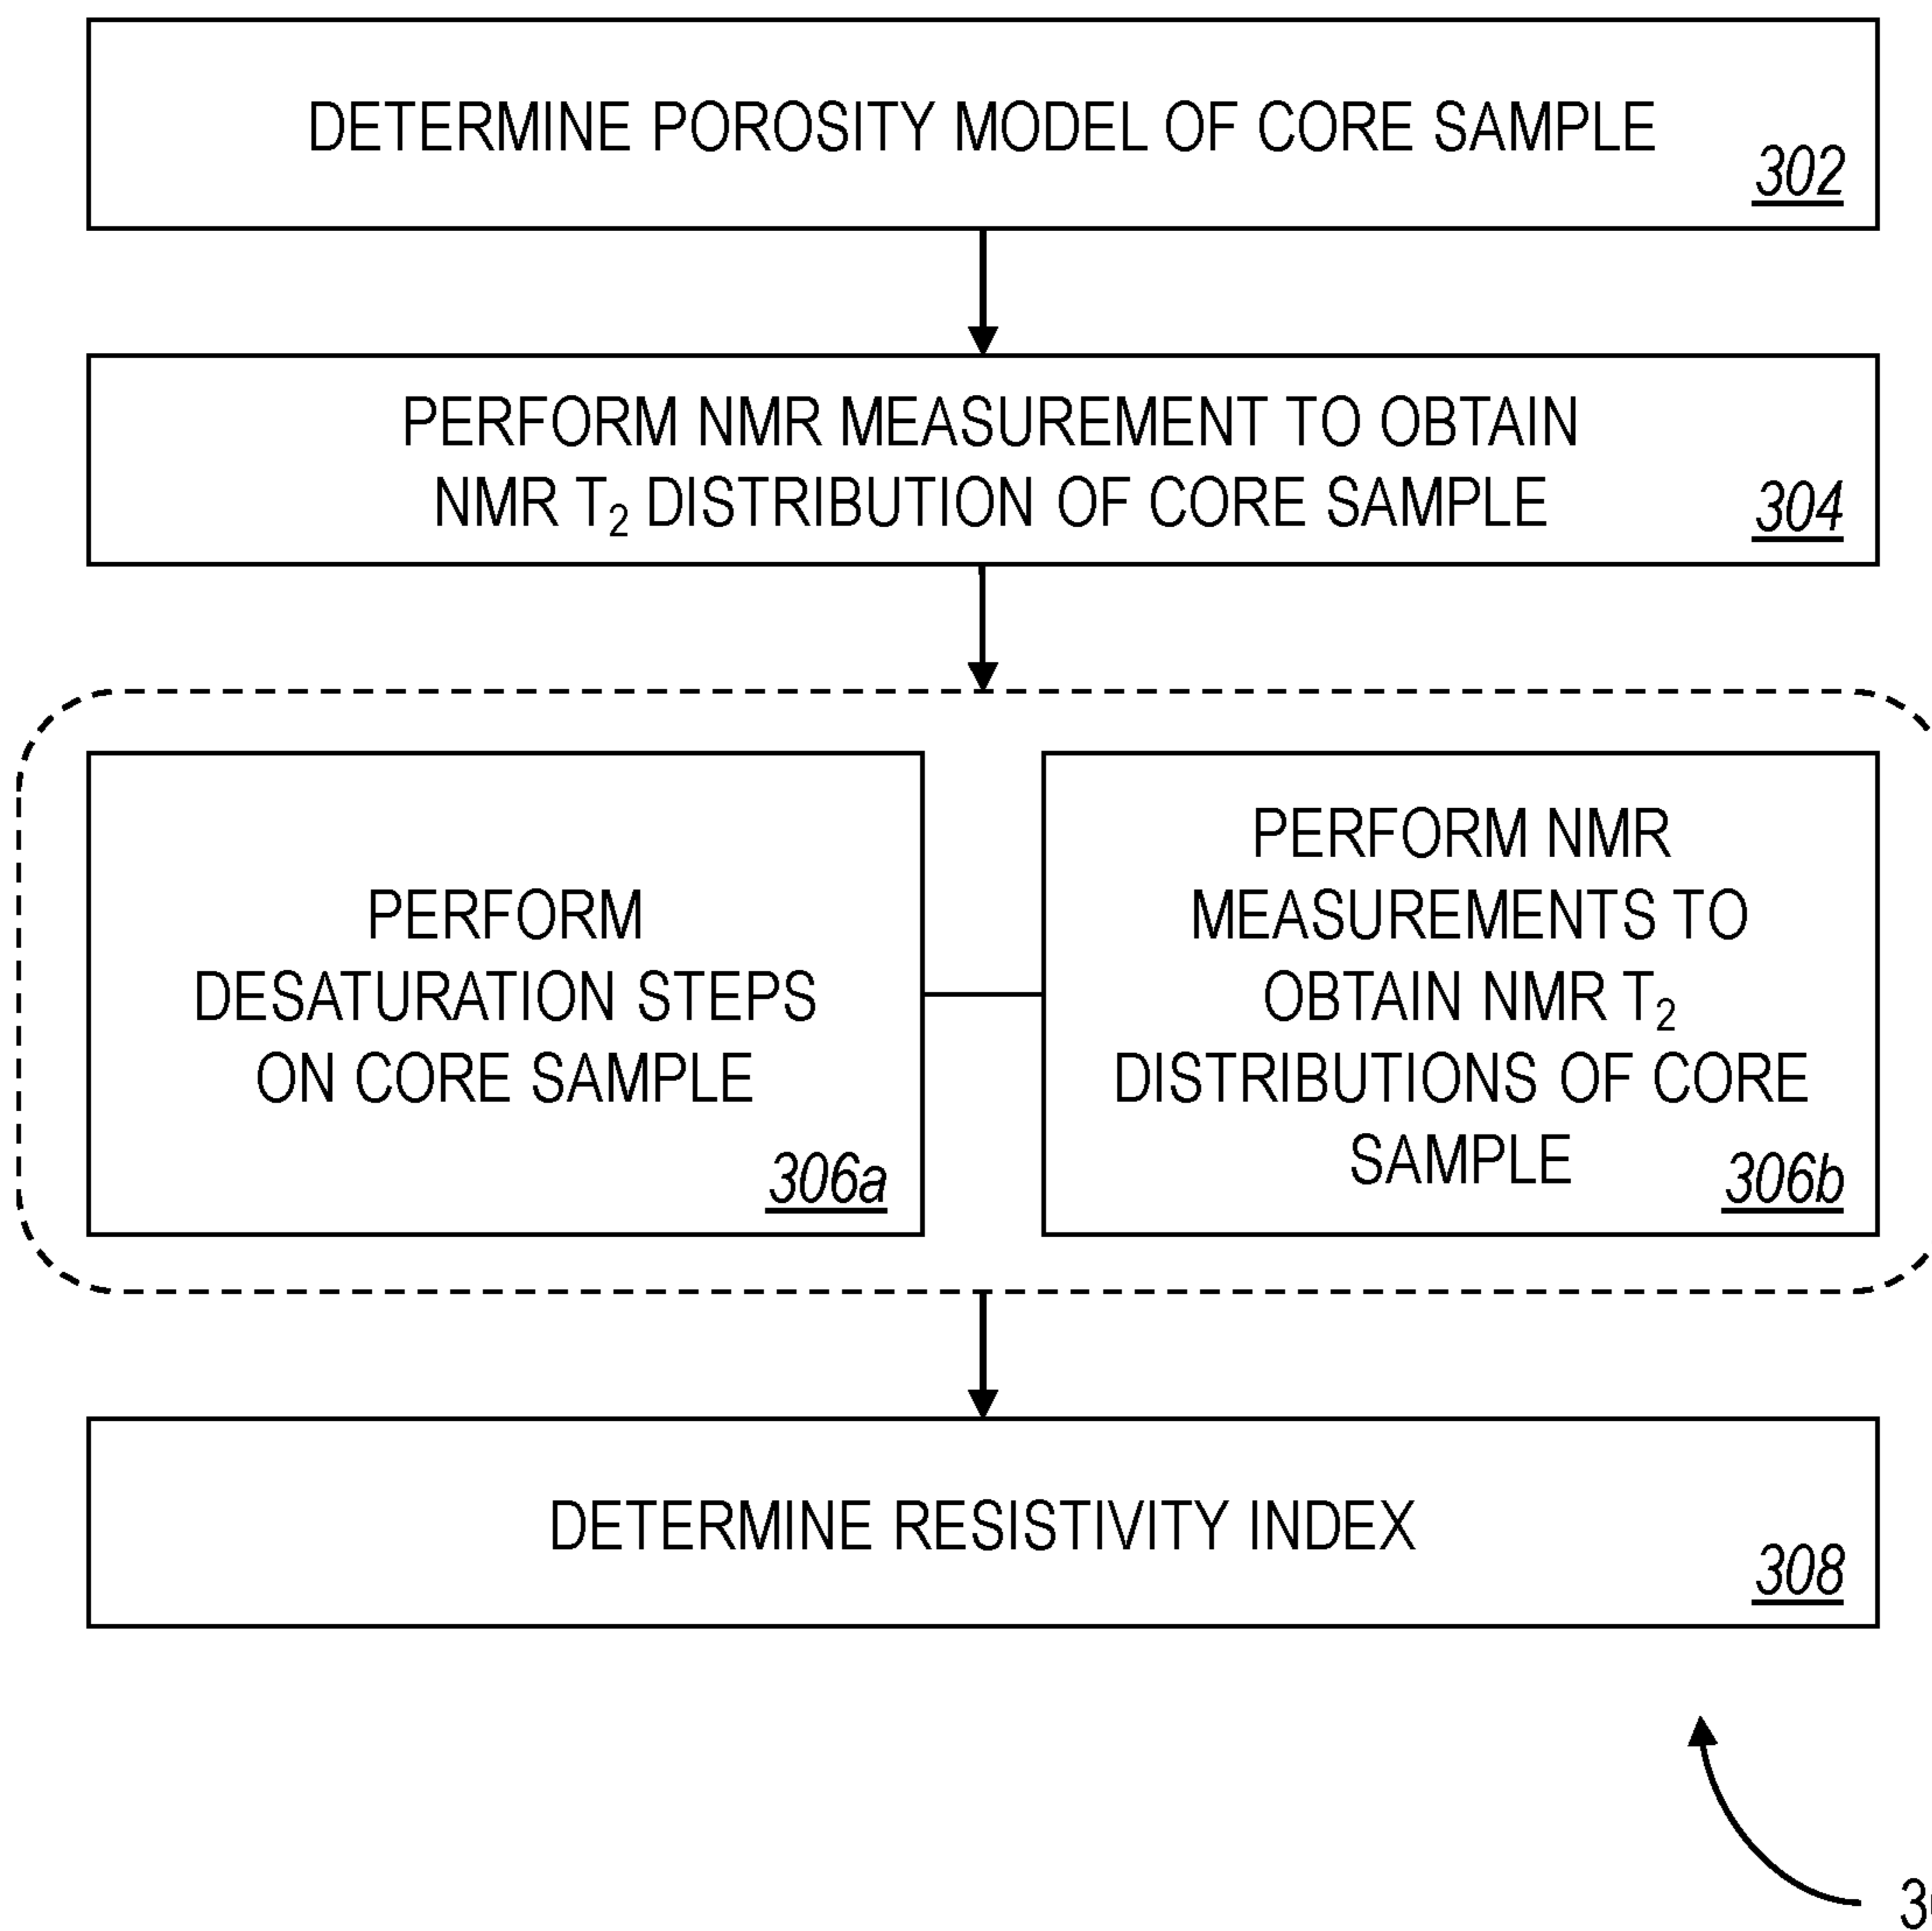 DETERMINE POROSITY MODEL OF CORE SAMPLE
302
PERFORM NMR MEASUREMENT TO OBTAIN
NMR T₂ DISTRIBUTION OF CORE SAMPLE
304
PERFORM
DESATURATION STEPS
ON CORE SAMPLE
306a
PERFORM NMR
MEASUREMENTS TO
OBTAIN NMR T₂
DISTRIBUTIONS OF CORE
SAMPLE
306b
DETERMINE RESISTIVITY INDEX
308